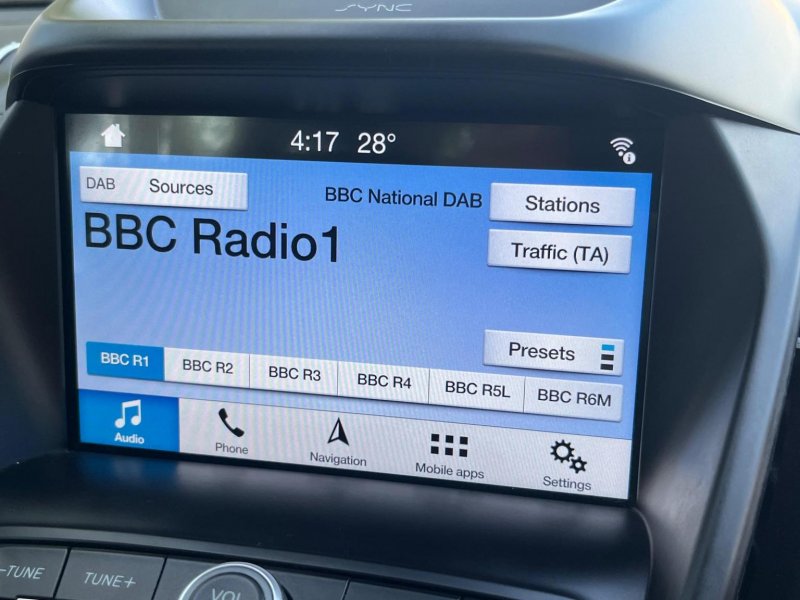 SYNC
4:17 28°
DAB Sources
BBC National DAB
Stations
BBC Radio1
Traffic (TA)
Presets
BBC R1 BBC R2 BBC R3 BBC R4 BBC R5L BBC R6M
Audio Phone Navigation Mobile apps Settings
-TUNE TUNE+ VOL